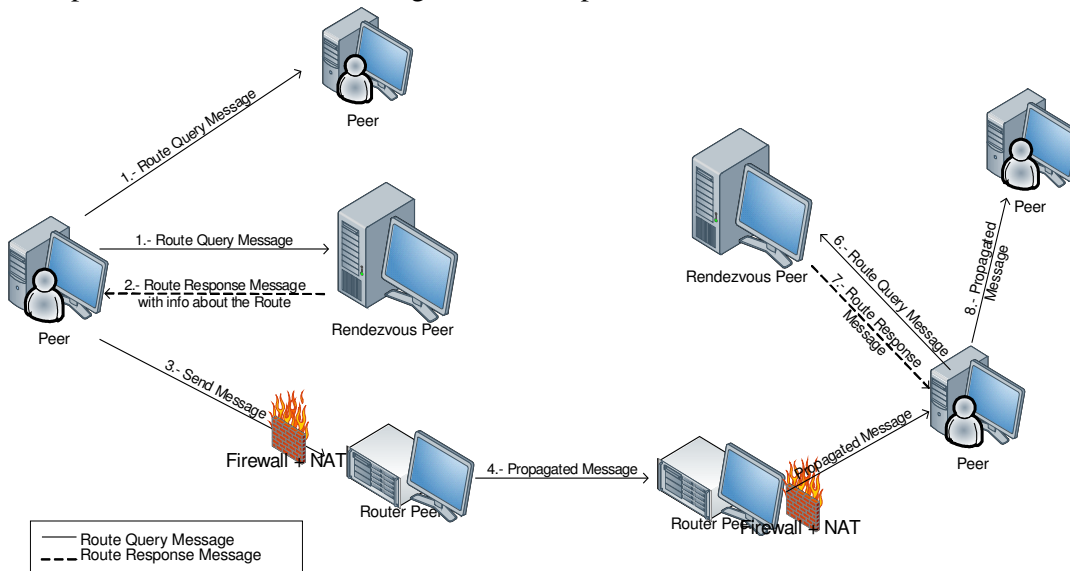 Peer
1.- Route Query Message
1.- Route Query Message
2.- Route Response Message
with info about the Route
Peer
Rendezvous Peer
3.- Send Message
Firewall + NAT
Router Peer
4.- Propagated Message
Router Peer
Firewall + NAT
Propagated Message
Peer
Rendezvous Peer
6.- Route Query Message
7.- Route Response
Message
8.- Propagated
Message
Peer
Route Query Message
Route Response Message